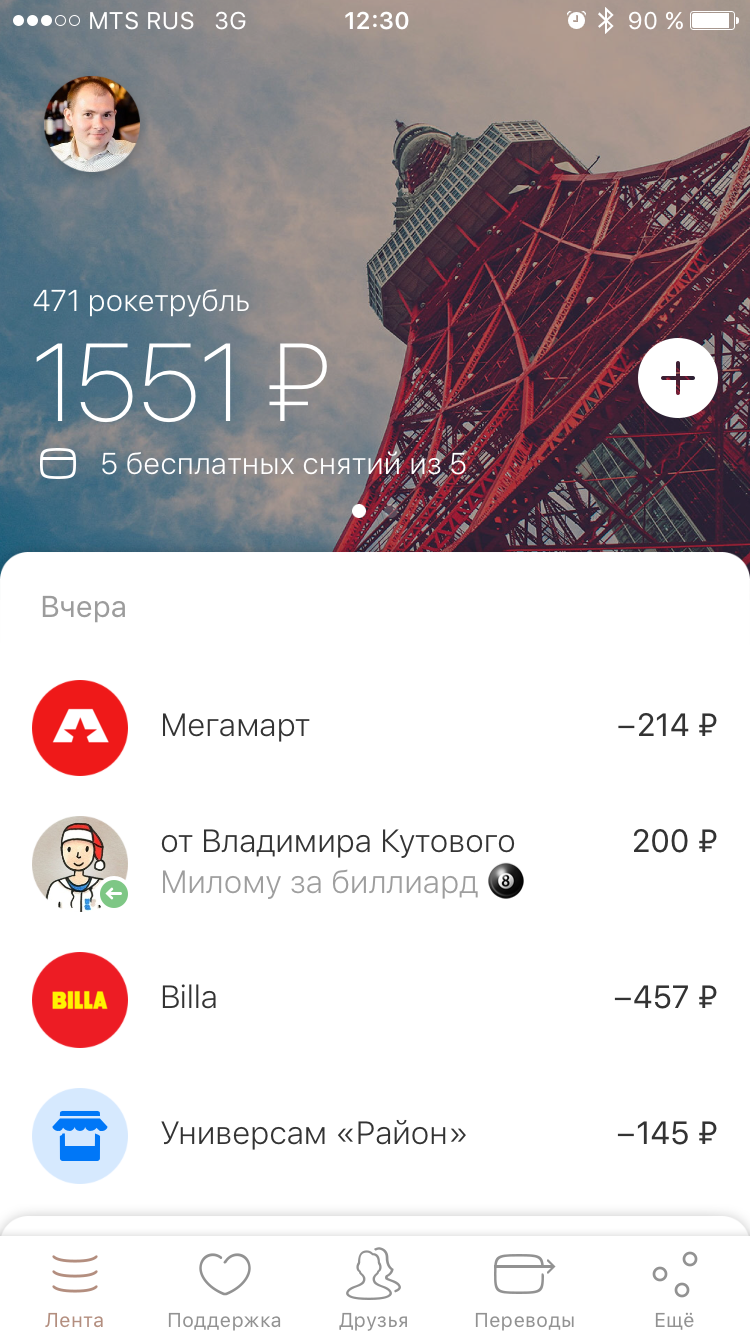 MTS RUS 3G 12:30 90 %
471 рокетрубль
1551 ₽
5 бесплатных снятий из 5
Вчера
Мегамарт −214 ₽
от Владимира Кутового 200 ₽
Милому за биллиард 🎱
BILLA Billa −457 ₽
Универсам «Район» −145 ₽
Лента Поддержка Друзья Переводы Ещё